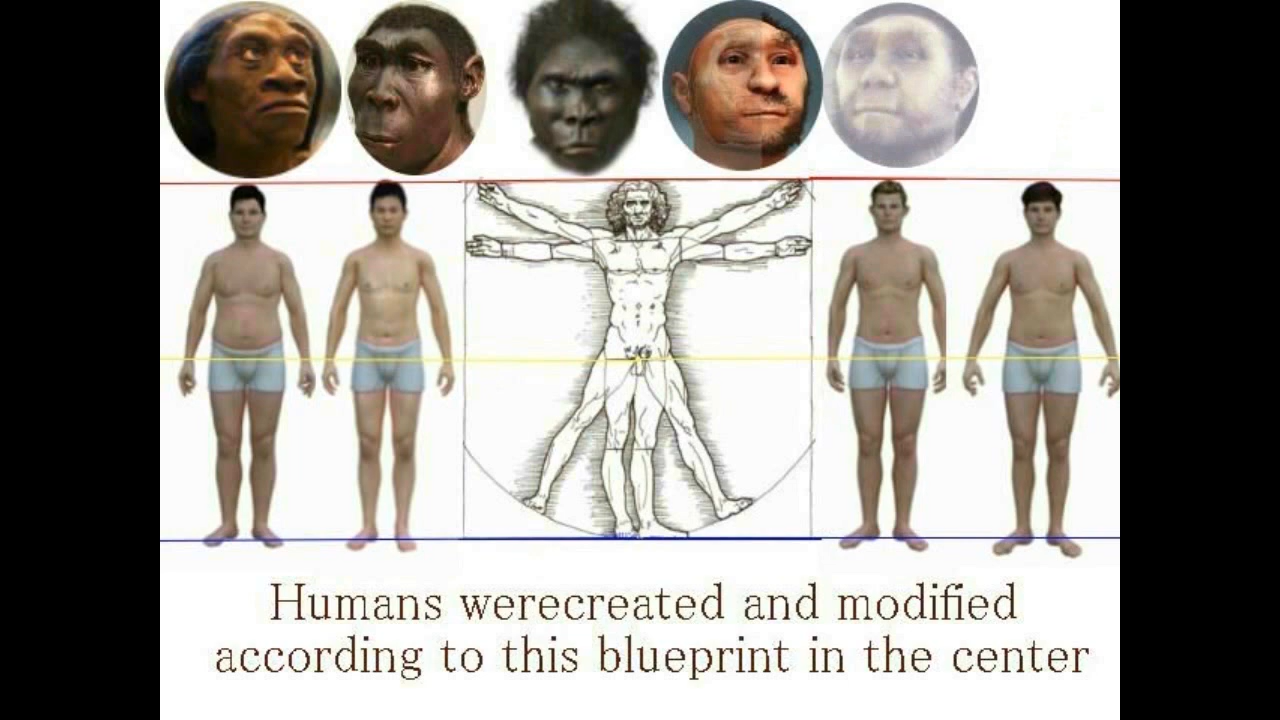 Humans werecreated and modified
according to this blueprint in the center